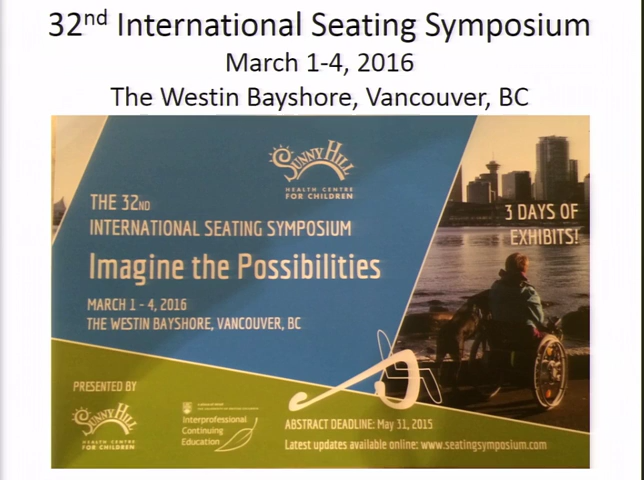 32nd International Seating Symposium
March 1-4, 2016
The Westin Bayshore, Vancouver, BC
SUNNY HILL
HEALTH CENTRE
FOR CHILDREN
THE 32ND
INTERNATIONAL SEATING SYMPOSIUM
Imagine the Possibilities
MARCH 1 - 4, 2016
THE WESTIN BAYSHORE, VANCOUVER, BC
3 DAYS OF
EXHIBITS!
PRESENTED BY
SUNNY HILL
HEALTH CENTRE
FOR CHILDREN
Interprofessional
Continuing
Education
ABSTRACT DEADLINE: May 31, 2015
Latest updates available online: www.seatingsymposium.com